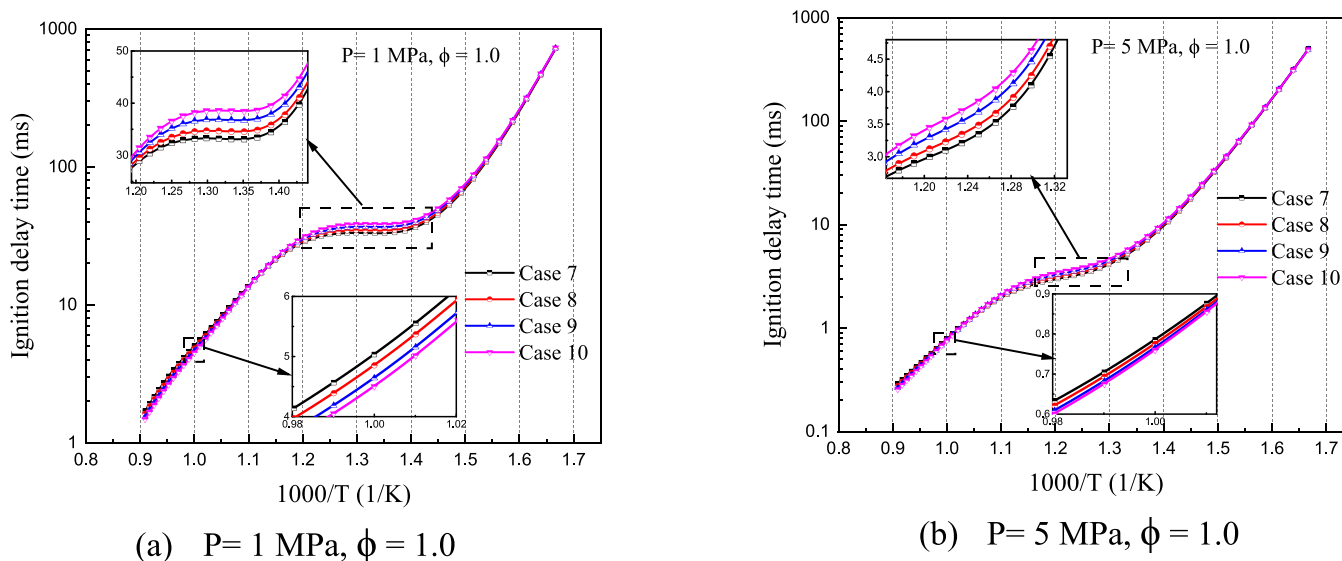 1000
100
10
1
Ignition delay time (ms)
0.8 0.9 1.0 1.1 1.2 1.3 1.4 1.5 1.6 1.7
1000/T (1/K)
P= 1 MPa, ϕ = 1.0
50
40
30
1.20 1.25 1.30 1.35 1.40
Case 7
Case 8
Case 9
Case 10
6
5
4
0.98 1.00 1.02
(a) P= 1 MPa, ϕ = 1.0
1000
100
10
1
0.1
Ignition delay time (ms)
0.8 0.9 1.0 1.1 1.2 1.3 1.4 1.5 1.6 1.7
1000/T (1/K)
P= 5 MPa, ϕ = 1.0
4.5
4.0
3.5
3.0
1.20 1.24 1.28 1.32
Case 7
Case 8
Case 9
Case 10
0.9
0.8
0.7
0.6
0.98 1.00
(b) P= 5 MPa, ϕ = 1.0